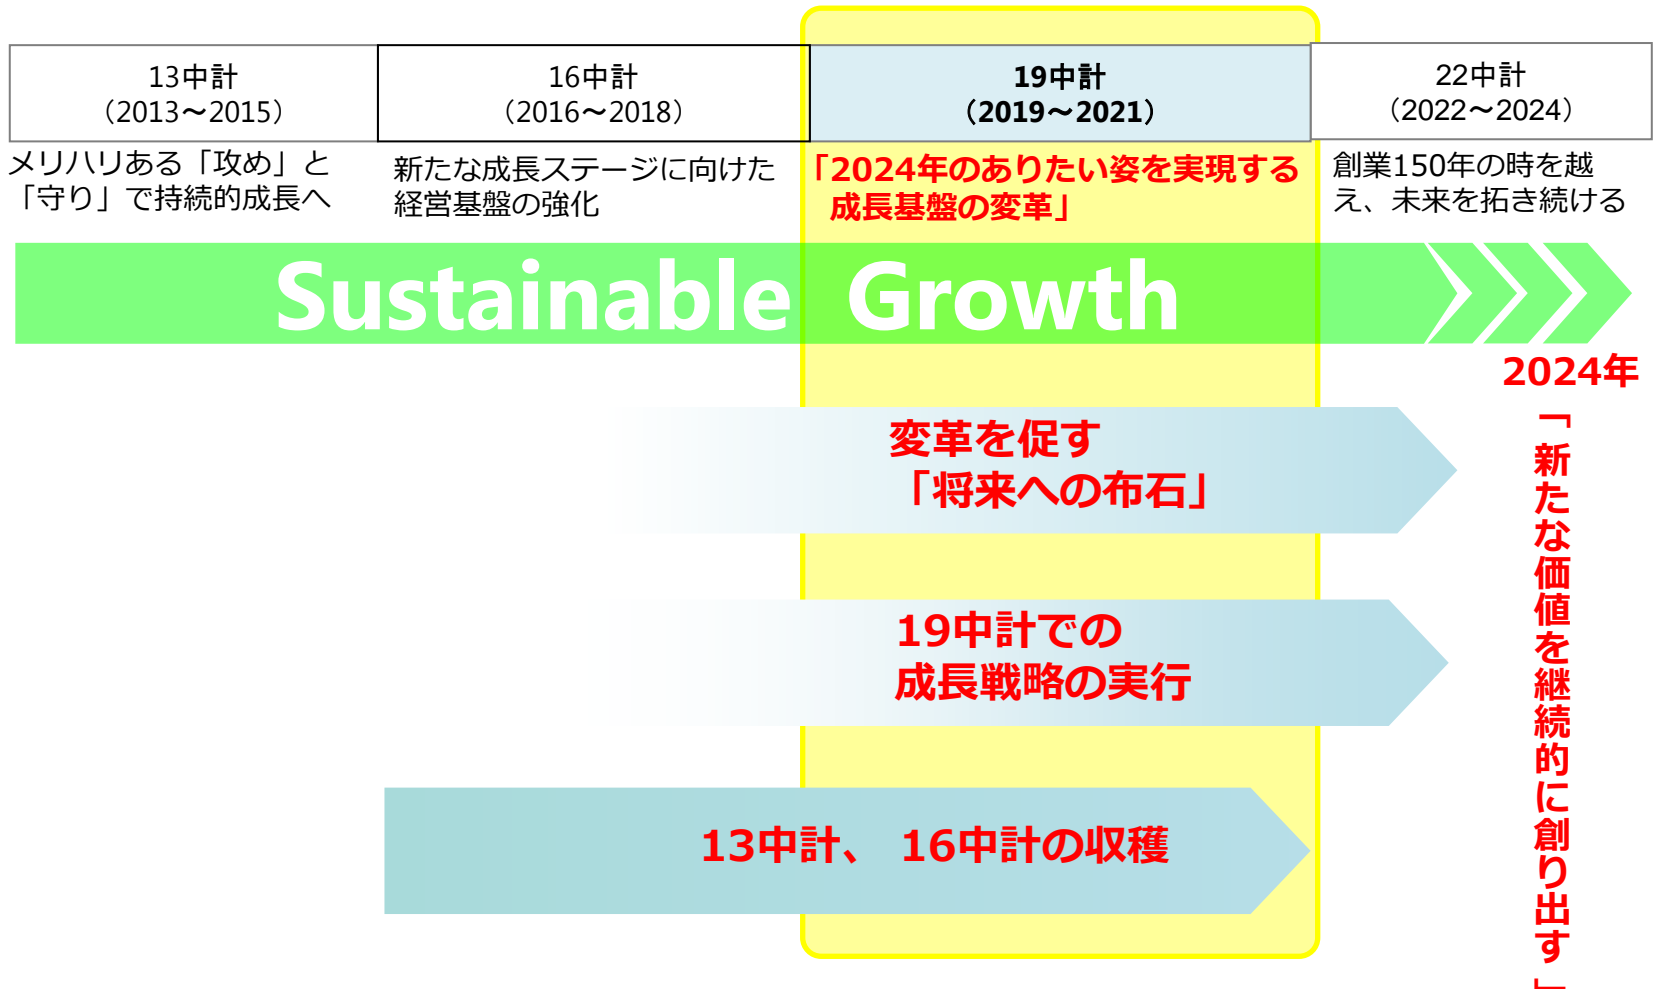 13中計
（2013～2015）
16中計
（2016～2018）
19中計
（2019～2021）
22中計
（2022～2024）
メリハリある「攻め」と
「守り」で持続的成長へ
新たな成長ステージに向けた
経営基盤の強化
「2024年のありたい姿を実現する
成長基盤の変革」
創業150年の時を越
え、未来を拓き続ける
Sustainable Growth
2024年
「新たな価値を継続的に創り出す」
変革を促す
「将来への布石」
19中計での
成長戦略の実行
13中計、 16中計の収穫